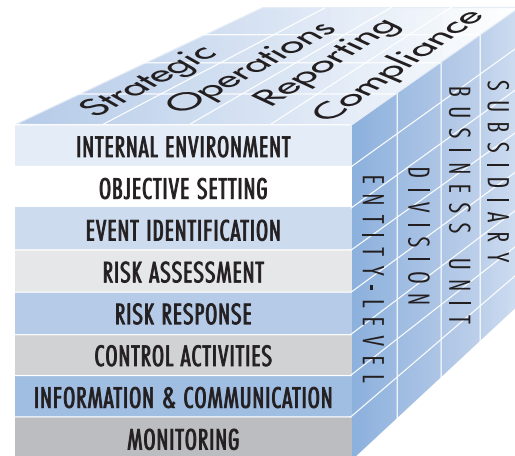 Strategic
Operations
Reporting
Compliance
INTERNAL ENVIRONMENT
OBJECTIVE SETTING
EVENT IDENTIFICATION
RISK ASSESSMENT
RISK RESPONSE
CONTROL ACTIVITIES
INFORMATION & COMMUNICATION
MONITORING
ENTITY-LEVEL
DIVISION
BUSINESS UNIT
SUBSIDIARY